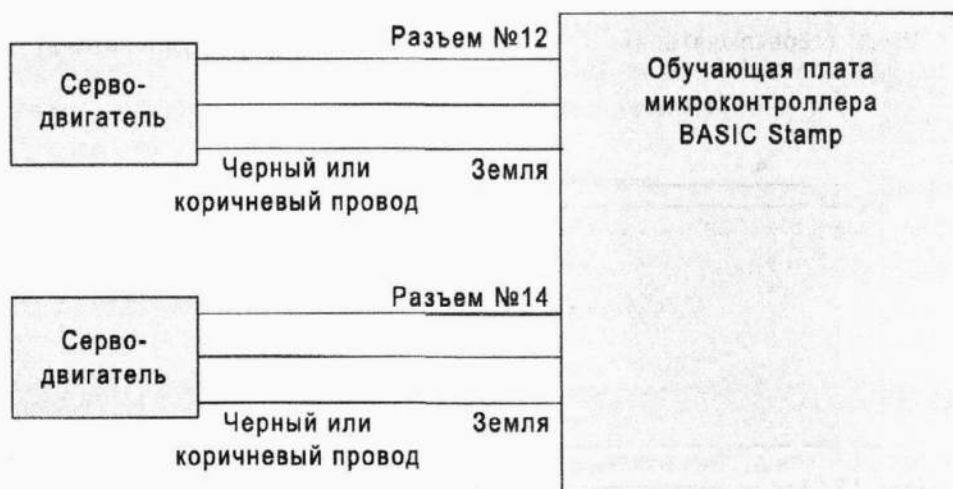 Разъем №12
Серво-
двигатель
Черный или
коричневый провод
Земля
Обучающая плата
микроконтроллера
BASIC Stamp
Разъем №14
Серво-
двигатель
Черный или
коричневый провод
Земля